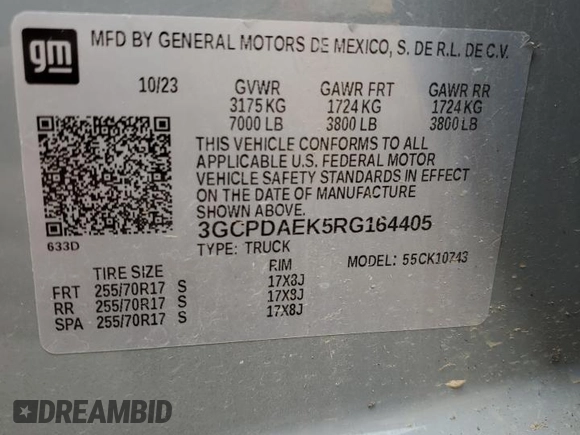 gm
MFD BY GENERAL MOTORS DE MEXICO, S. DE R.L. DE C.V.
10/23 GVWR GAWR FRT GAWR RR
3175 KG 1724 KG 1724 KG
7000 LB 3800 LB 3800 LB
THIS VEHICLE CONFORMS TO ALL
APPLICABLE U.S. FEDERAL MOTOR
VEHICLE SAFETY STANDARDS IN EFFECT
ON THE DATE OF MANUFACTURE
SHOWN ABOVE.
633D
3GCPDAEK5RG164405
TYPE: TRUCK MODEL: 55CK10743
TIRE SIZE RIM
FRT 255/70R17 S 17X8J
RR 255/70R17 S 17X8J
SPA 255/70R17 S 17X8J
DREAMBID